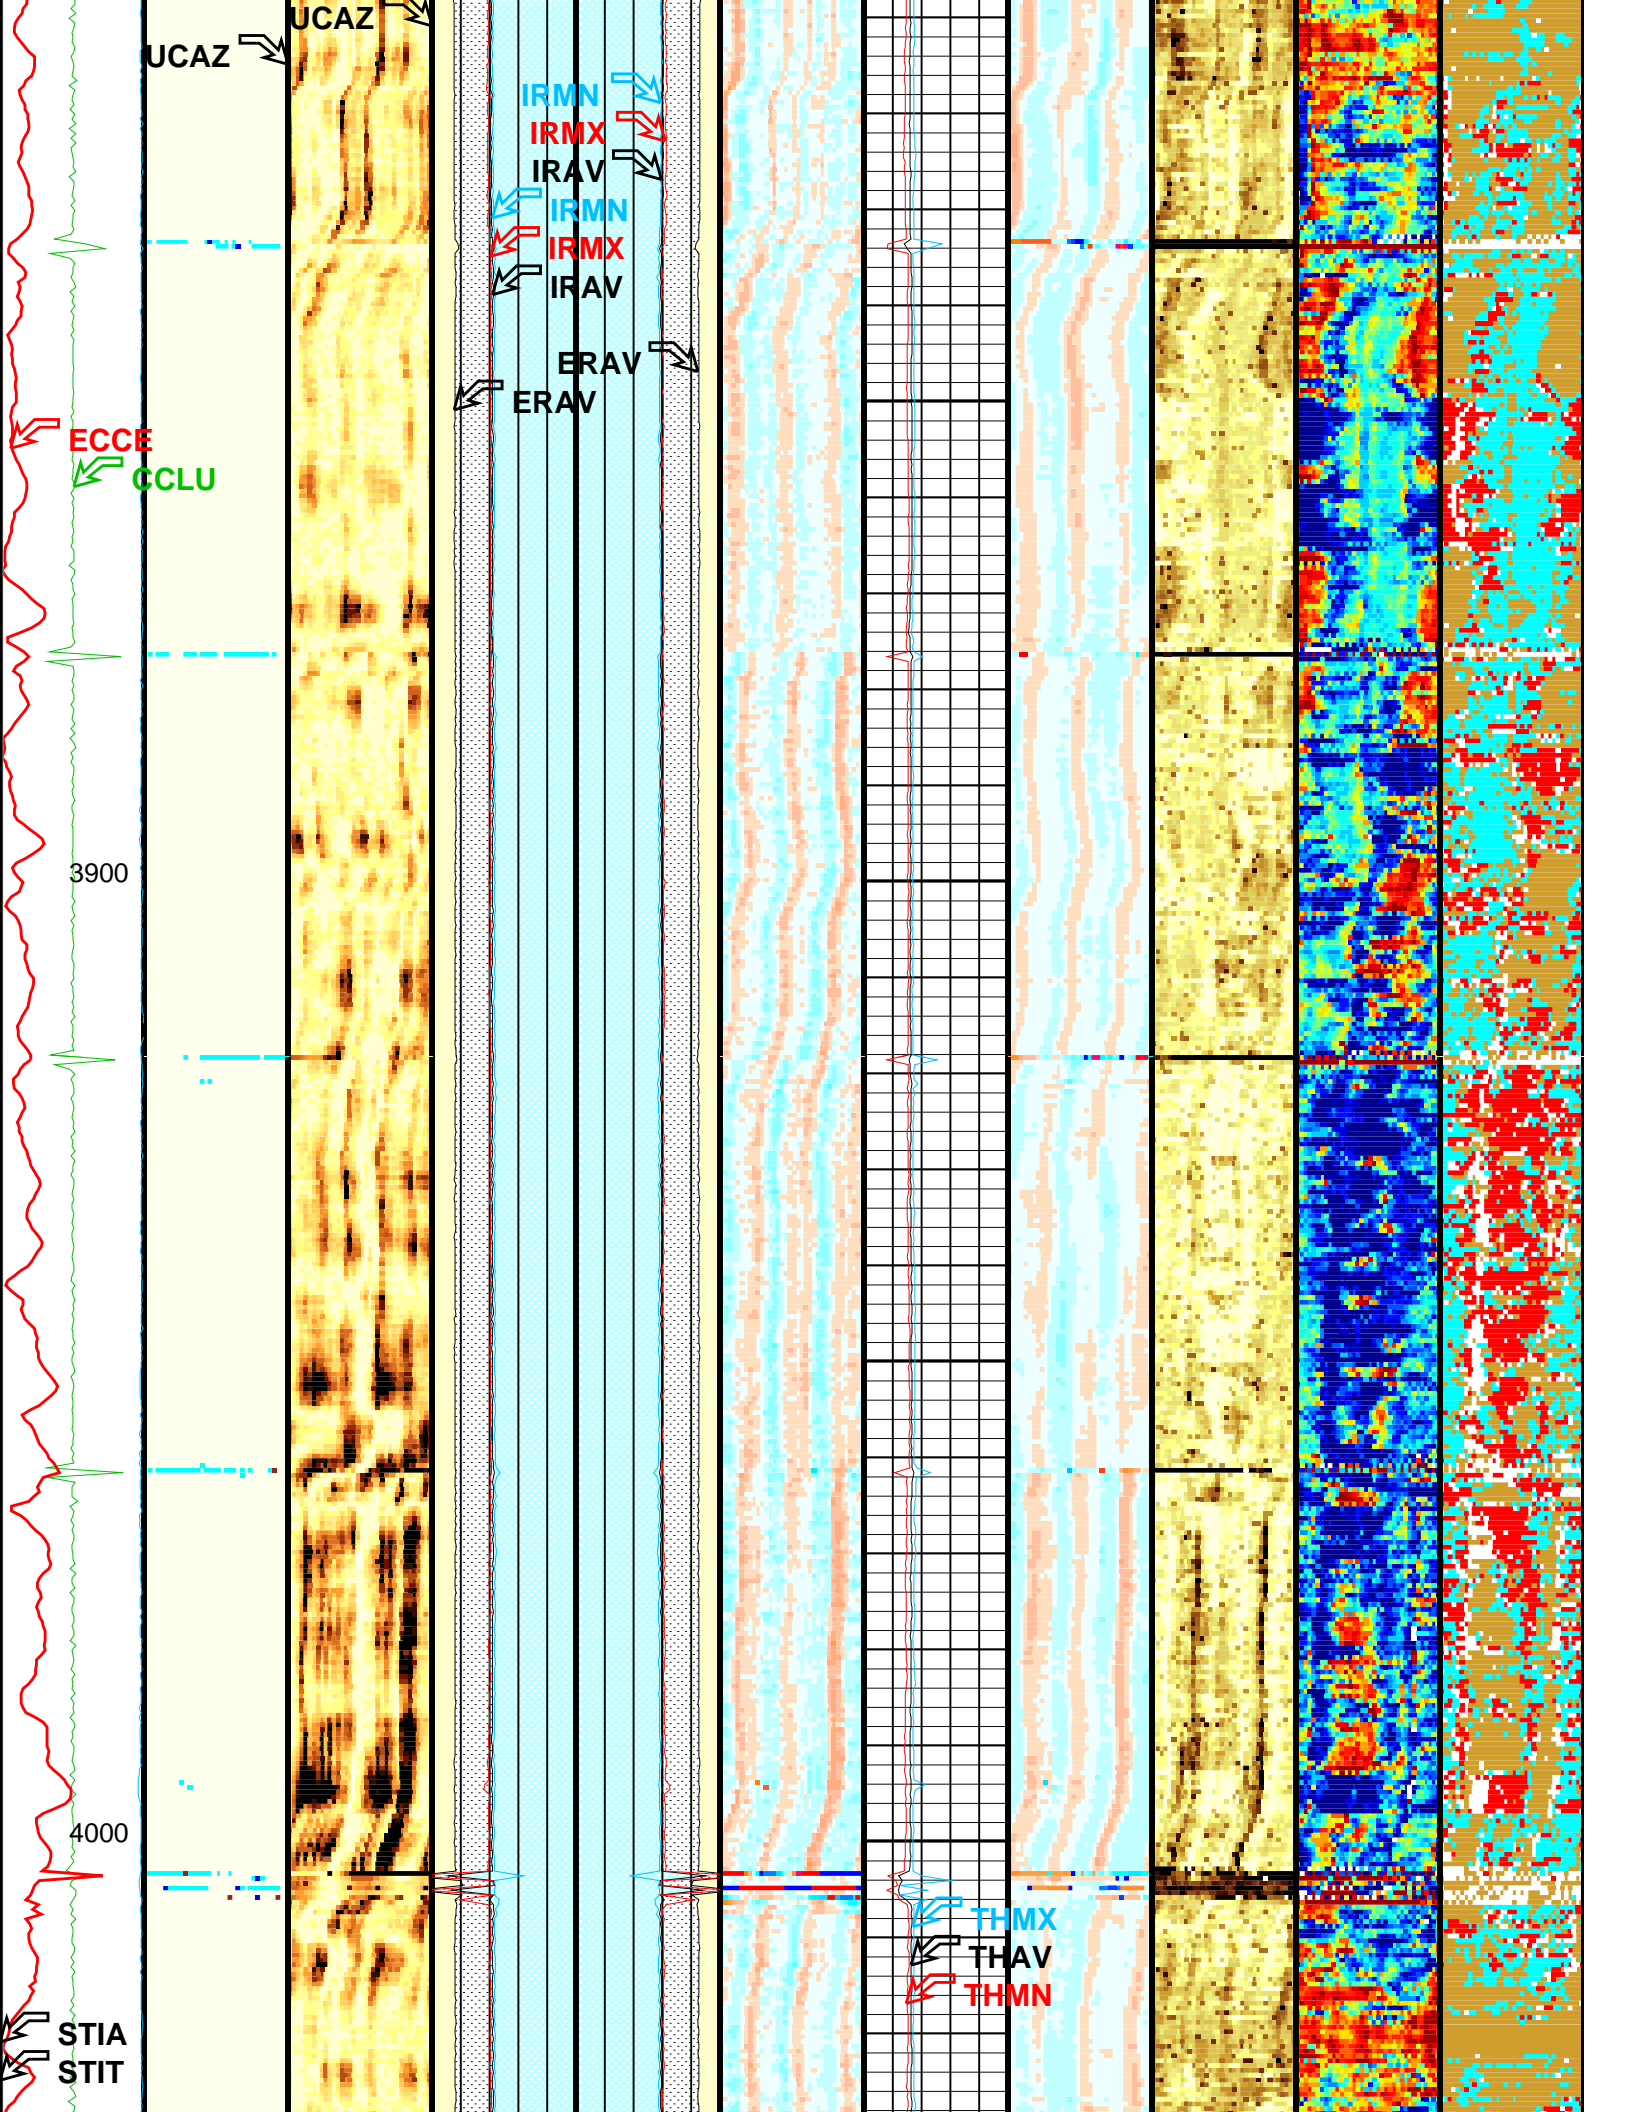 UCAZ
UCAZ
IRMN
IRMX
IRAV
IRMN
IRMX
IRAV
ERAV
ERAV
ECCE
CCLU
3900
4000
THMX
THAV
THMN
STIA
STIT